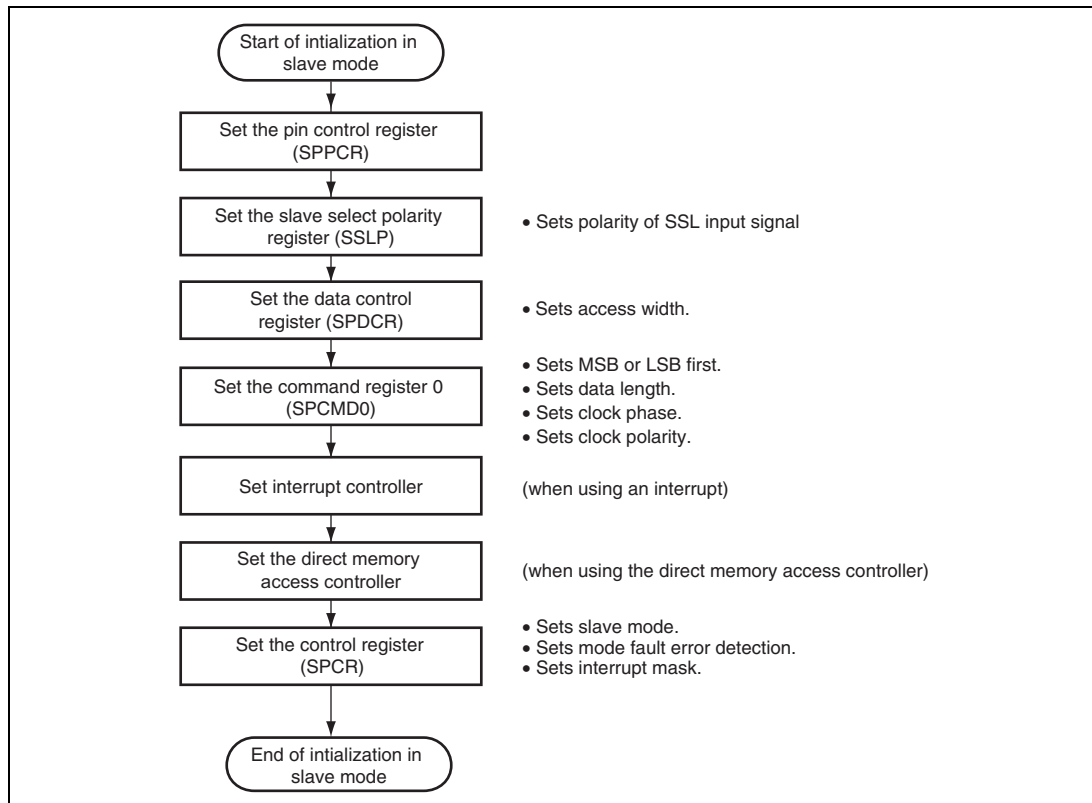 Start of intialization in
slave mode
Set the pin control register
(SPPCR)
Set the slave select polarity
register (SSLP)
• Sets polarity of SSL input signal
Set the data control
register (SPDCR)
• Sets access width.
Set the command register 0
(SPCMD0)
• Sets MSB or LSB first.
• Sets data length.
• Sets clock phase.
• Sets clock polarity.
Set interrupt controller
(when using an interrupt)
Set the direct memory
access controller
(when using the direct memory access controller)
Set the control register
(SPCR)
• Sets slave mode.
• Sets mode fault error detection.
• Sets interrupt mask.
End of intialization in
slave mode